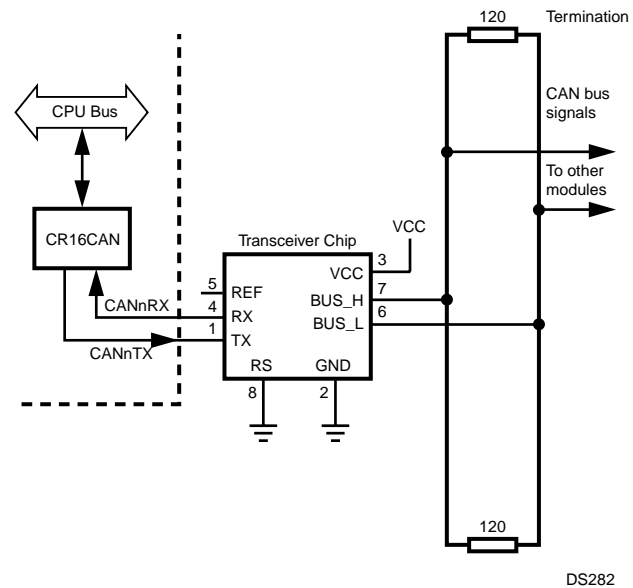 120
Termination
CPU Bus
CAN bus
signals
To other
modules
CR16CAN
Transceiver Chip
VCC
3
VCC
5
REF
7
BUS_H
CANnRX
4
RX
6
BUS_L
1
TX
CANnTX
RS
GND
8
2
120
DS282